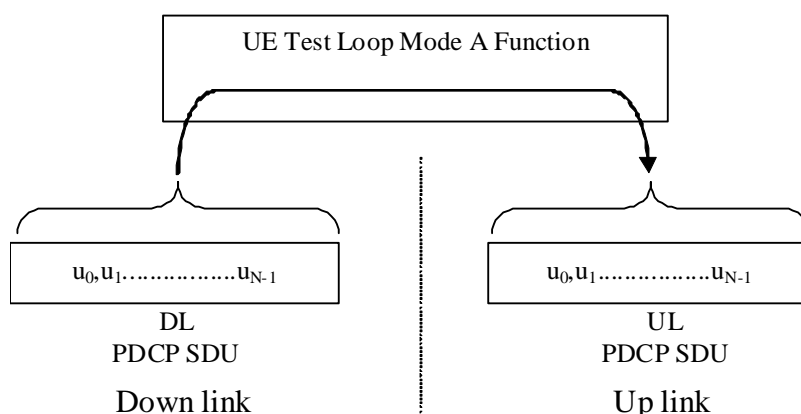 UE Test Loop Mode A Function
u0,u1..................uN-1
u0,u1..................uN-1
DL
PDCP SDU
UL
PDCP SDU
Down link
Up link